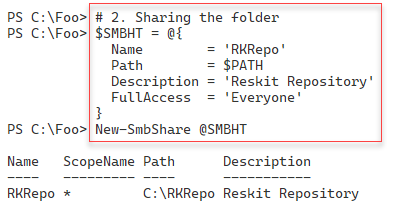 PS C:\Foo> # 2. Sharing the folder
PS C:\Foo> $SMBHT = @{
  Name        = 'RKRepo'
  Path        = $PATH
  Description = 'Reskit Repository'
  FullAccess  = 'Everyone'
}
PS C:\Foo> New-SmbShare @SMBHT
Name   ScopeName Path      Description
----   --------- ----      -----------
RKRepo *         C:\RKRepo Reskit Repository